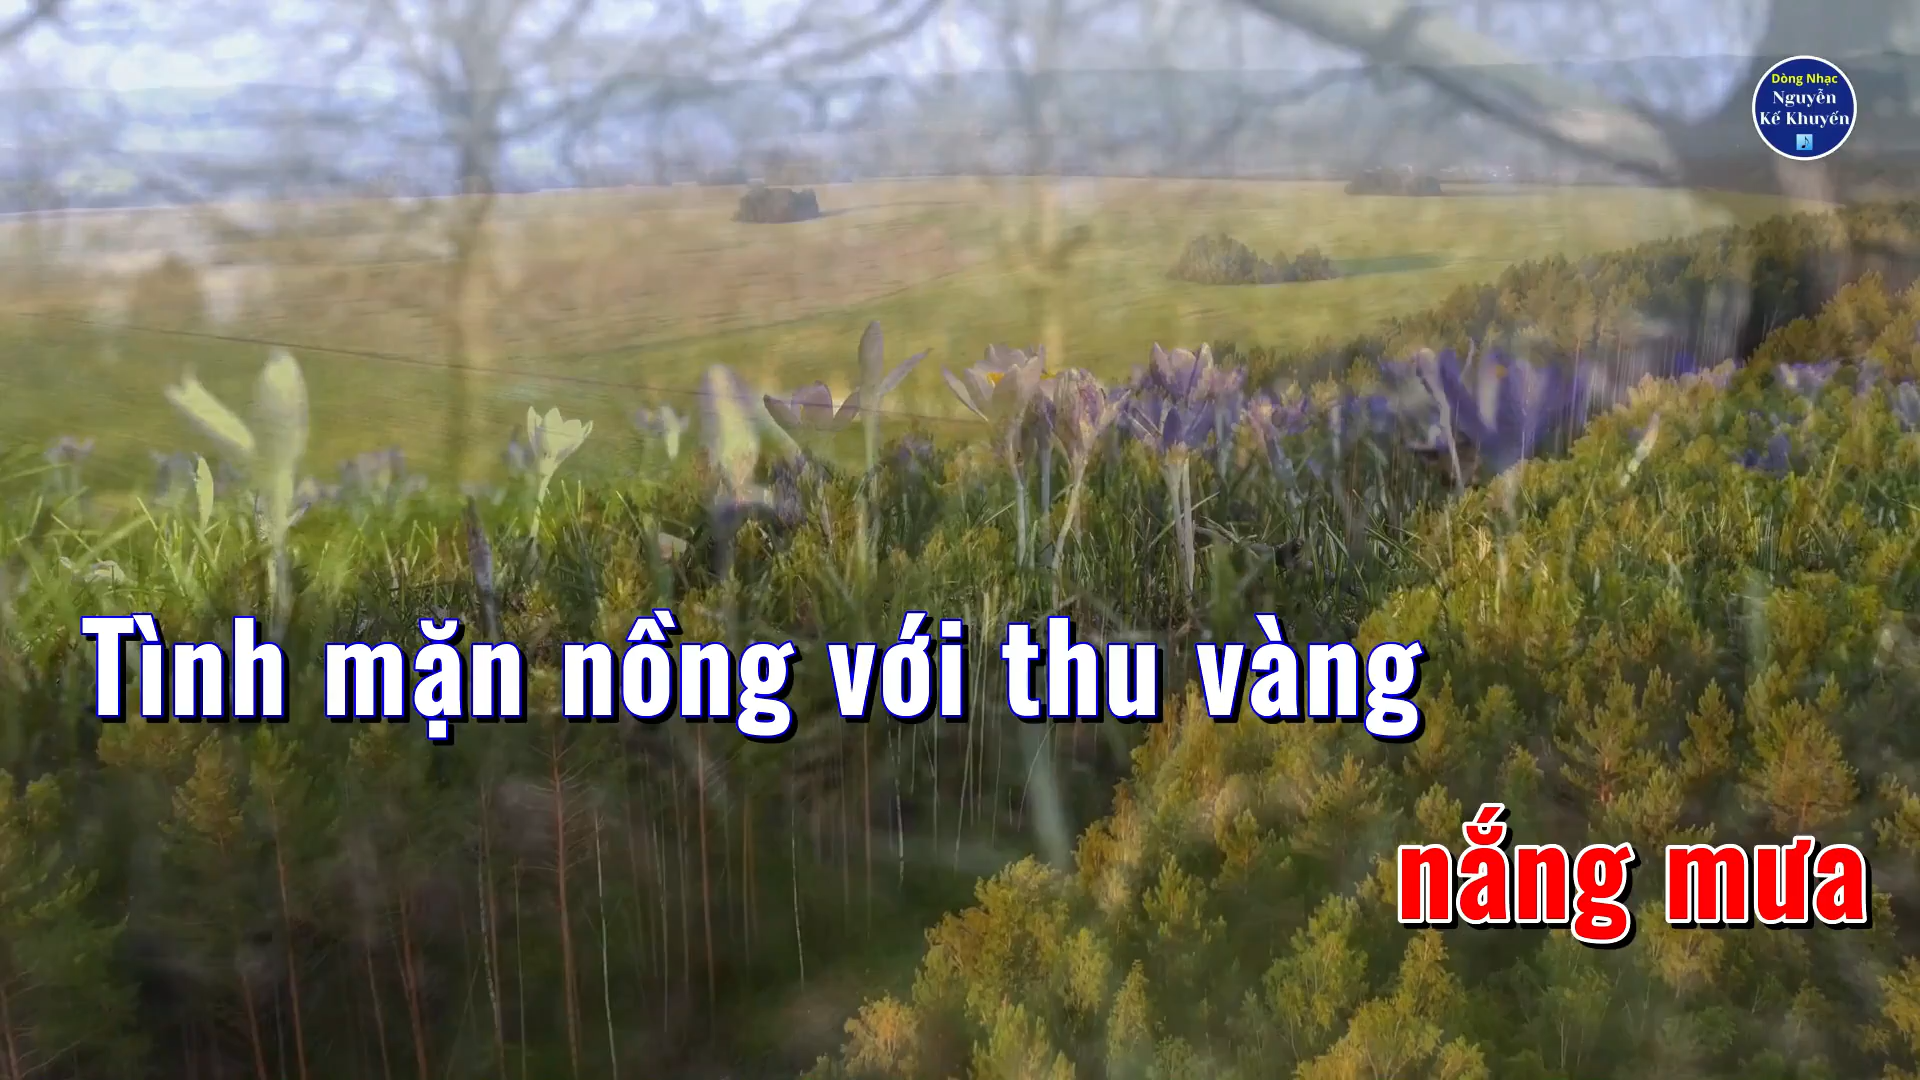 Dòng Nhạc
Nguyễn
Kế Khuyến
Tình mặn nồng với thu vàng
nắng mưa